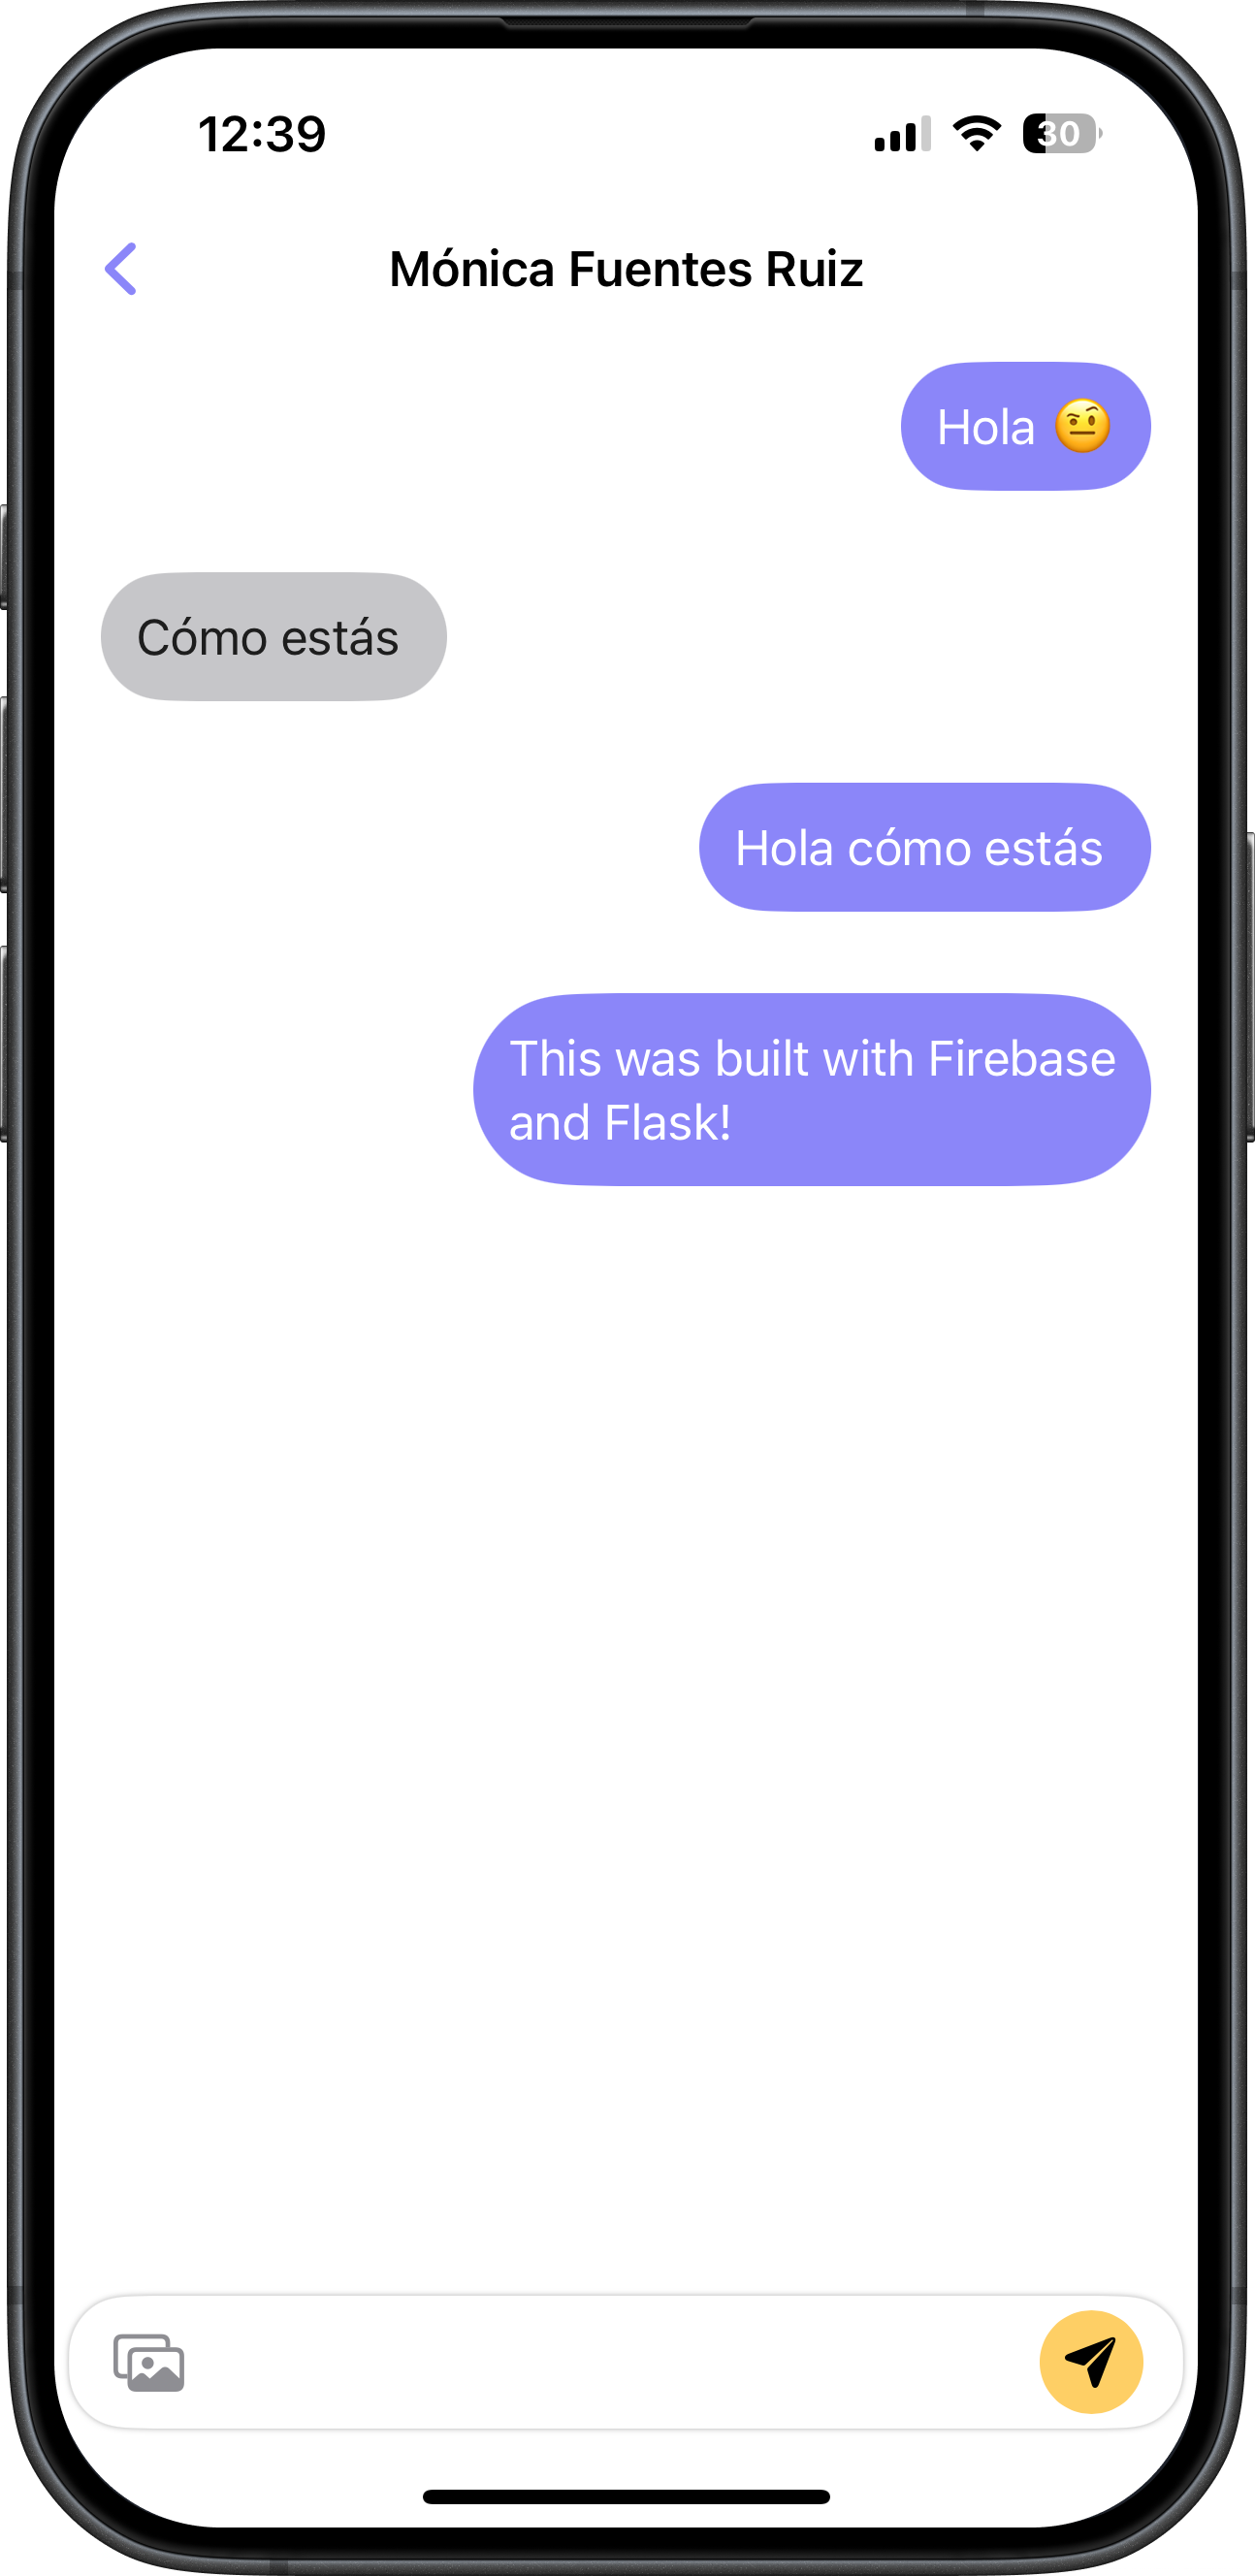 12:39
30
Mónica Fuentes Ruiz
Hola 🤨
Cómo estás
Hola cómo estás
This was built with Firebase
and Flask!